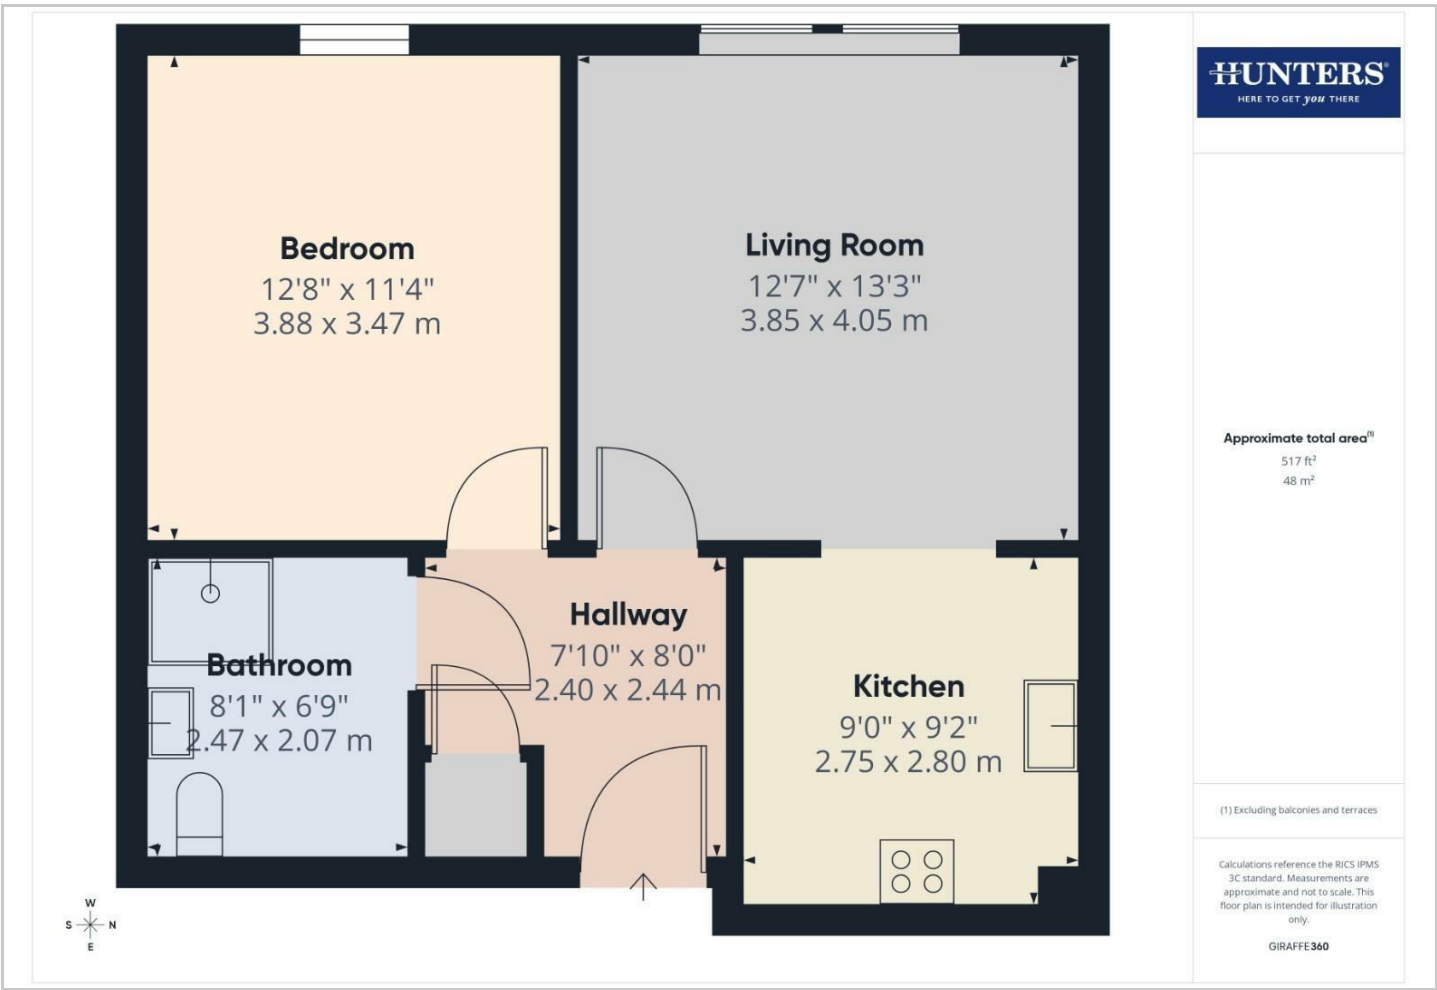 Bedroom
12'8" x 11'4"
3.88 x 3.47 m
Living Room
12'7" x 13'3"
3.85 x 4.05 m
Bathroom
8'1" x 6'9"
2.47 x 2.07 m
Hallway
7'10" x 8'0"
2.40 x 2.44 m
Kitchen
9'0" x 9'2"
2.75 x 2.80 m
W
S N
E
HUNTERS®
HERE TO GET you THERE
Approximate total area(1)
517 ft²
48 m²
(1) Excluding balconies and terraces
Calculations reference the RICS IPMS
3C standard. Measurements are
approximate and not to scale. This
floor plan is intended for illustration
only.
GIRAFFE360